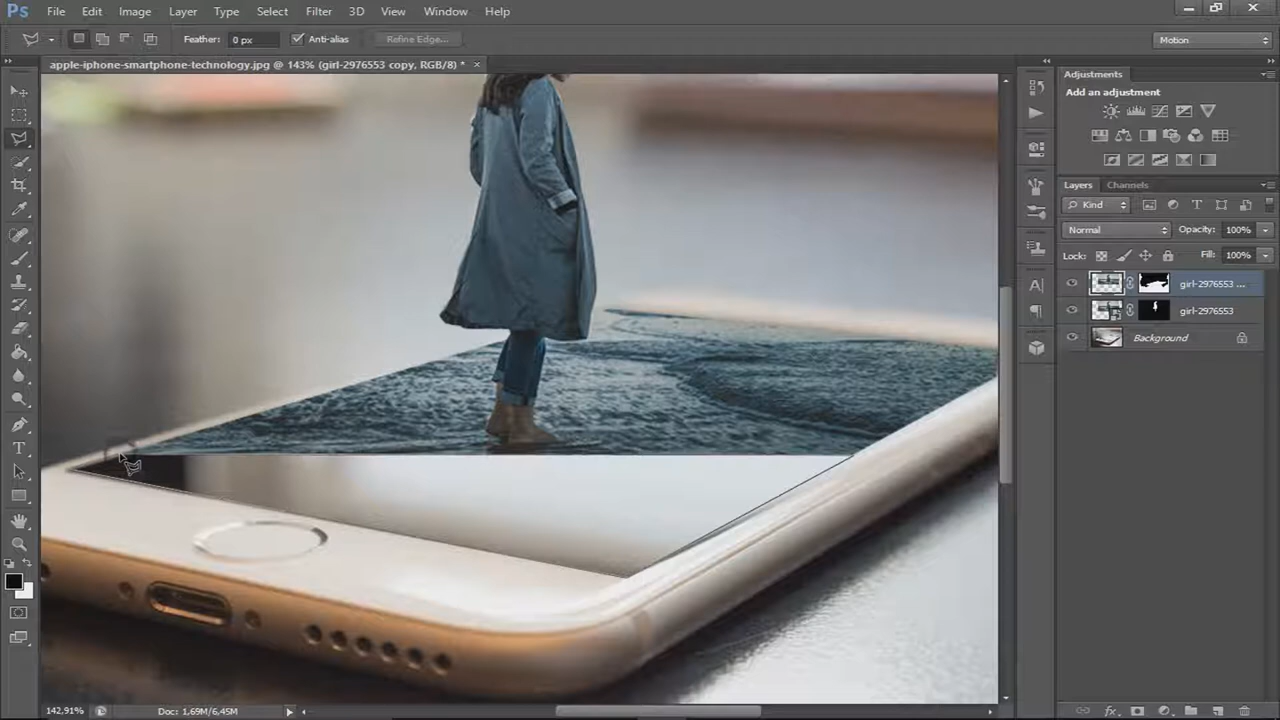 Ps File Edit Image Layer Type Select Filter 3D View Window Help
Feather: 0 px Anti-alias Refine Edge... Motion
apple-iphone-smartphone-technology.jpg @ 143% (girl-2976553 copy, RGB/8) *
Adjustments
Add an adjustment
Layers Channels
Kind
Normal Opacity: 100%
Lock: Fill: 100%
girl-2976553 ...
girl-2976553
Background
142,91% Doc: 1,69M/6,45M